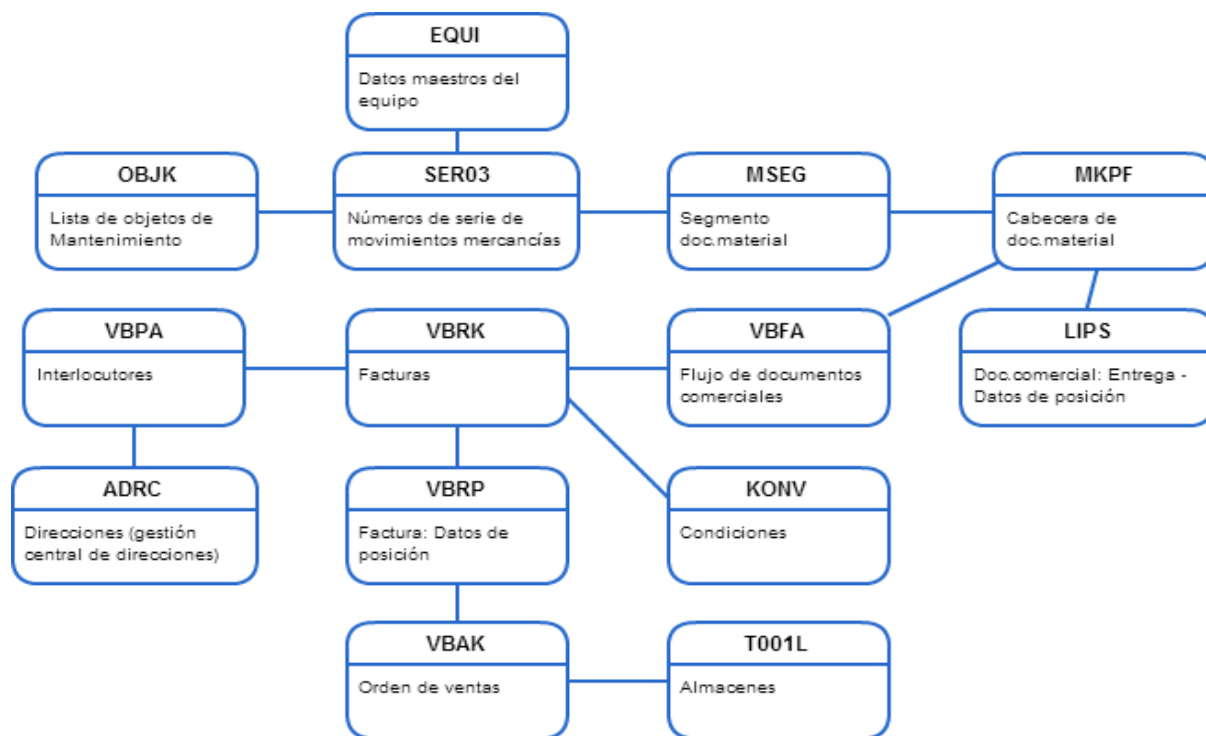 EQUI
Datos maestros del
equipo
OBJK
Lista de objetos de
Mantenimiento
SER03
Números de serie de
movimientos mercancías
MSEG
Segmento
doc.material
MKPF
Cabecera de
doc.material
VBPA
Interlocutores
VBRK
Facturas
VBFA
Flujo de documentos
comerciales
LIPS
Doc.comercial: Entrega -
Datos de posición
ADRC
Direcciones (gestión
central de direcciones)
VBRP
Factura: Datos de
posición
KONV
Condiciones
VBAK
Orden de ventas
T001L
Almacenes